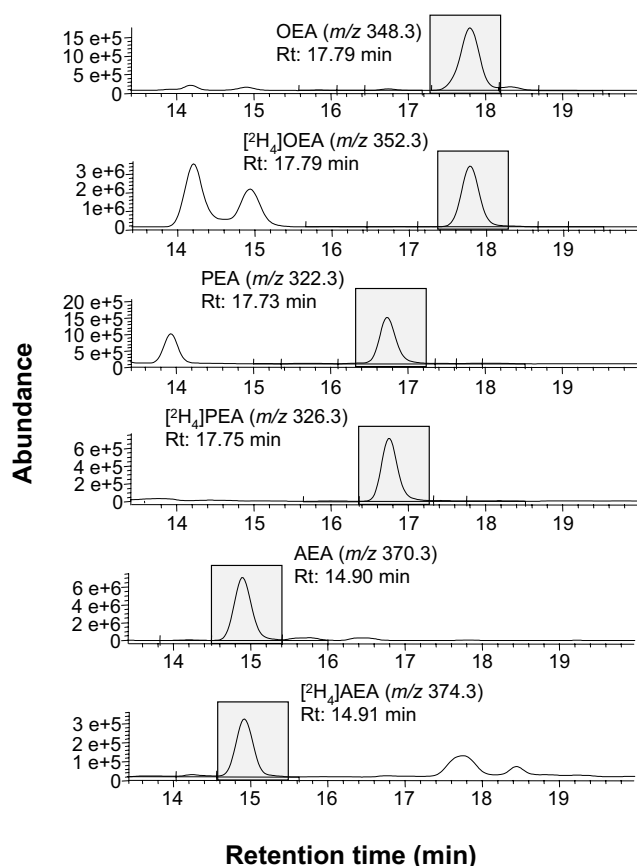 OEA (m/z 348.3)
Rt: 17.79 min
15 e+5
10 e+5
5 e+5
0
14 15 16 17 18 19
[²H₄]OEA (m/z 352.3)
Rt: 17.79 min
3 e+6
2 e+6
1e+6
0
14 15 16 17 18 19
PEA (m/z 322.3)
Rt: 17.73 min
20 e+5
15 e+5
10 e+5
5 e+5
0
14 15 16 17 18 19
[²H₄]PEA (m/z 326.3)
Rt: 17.75 min
6 e+5
4 e+5
2 e+5
0
14 15 16 17 18 19
AEA (m/z 370.3)
Rt: 14.90 min
6 e+6
4 e+6
2 e+6
0
14 15 16 17 18 19
[²H₄]AEA (m/z 374.3)
Rt: 14.91 min
3 e+5
2 e+5
1 e+5
0
14 15 16 17 18 19
Abundance
Retention time (min)